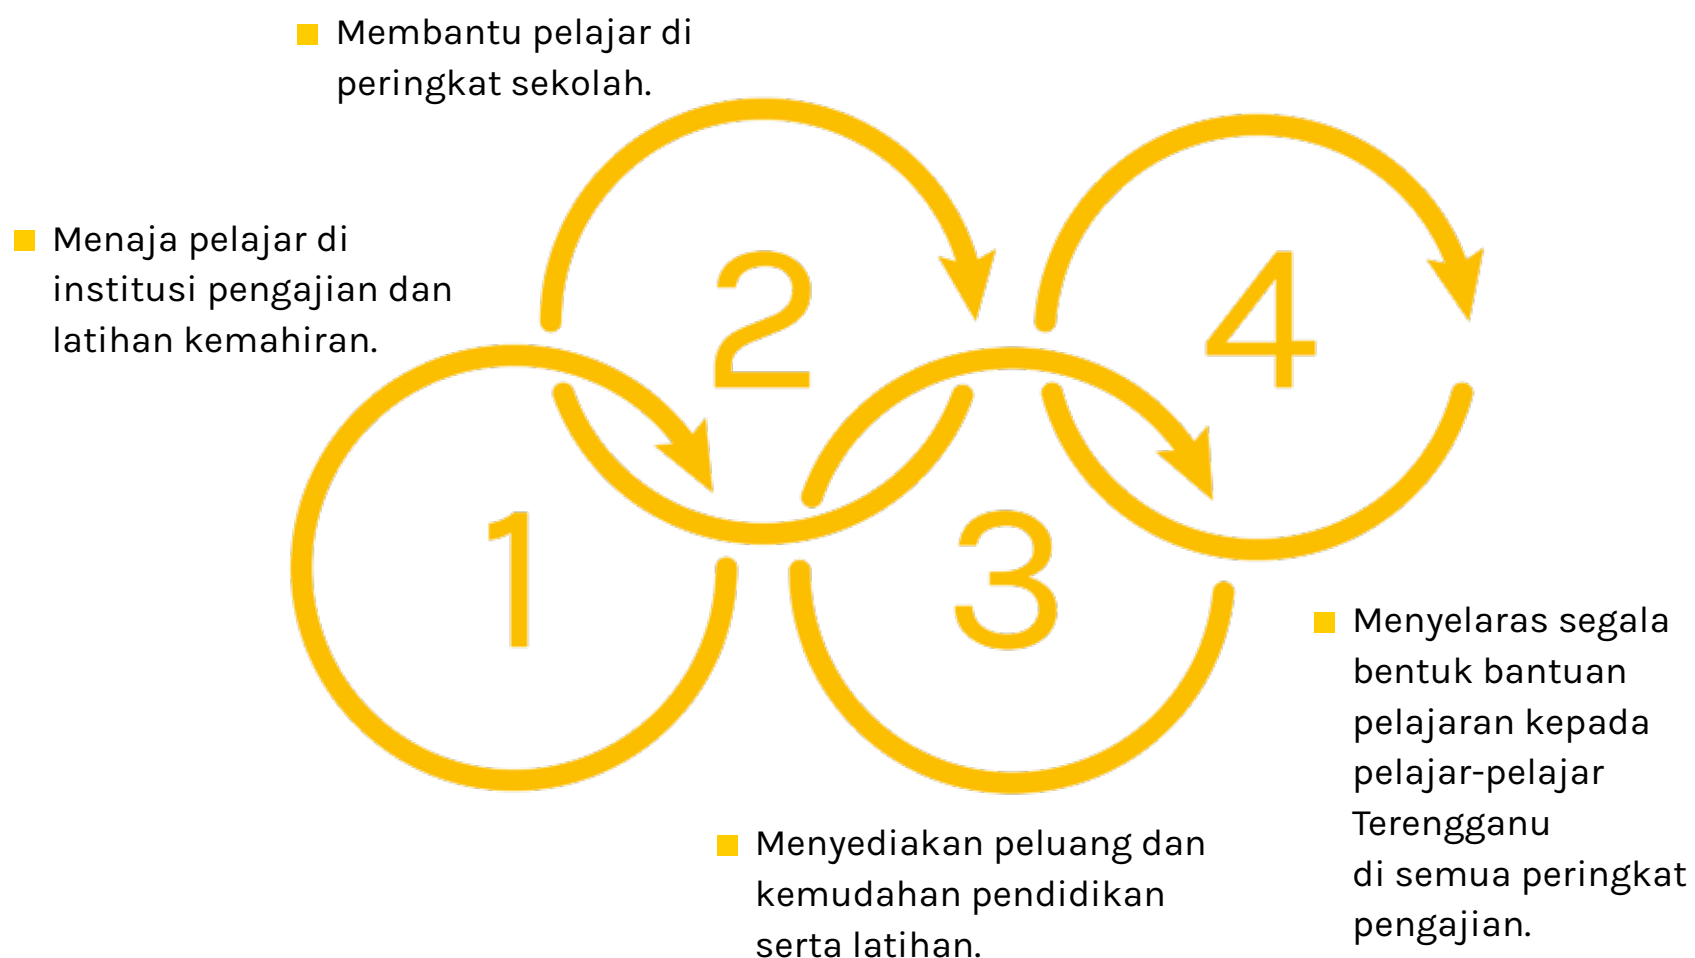 Membantu pelajar di
peringkat sekolah.
Menaja pelajar di
institusi pengajian dan
latihan kemahiran.
2
4
1
3
Menyelaras segala
bentuk bantuan
pelajaran kepada
pelajar-pelajar
Terengganu
di semua peringkat
pengajian.
Menyediakan peluang dan
kemudahan pendidikan
serta latihan.